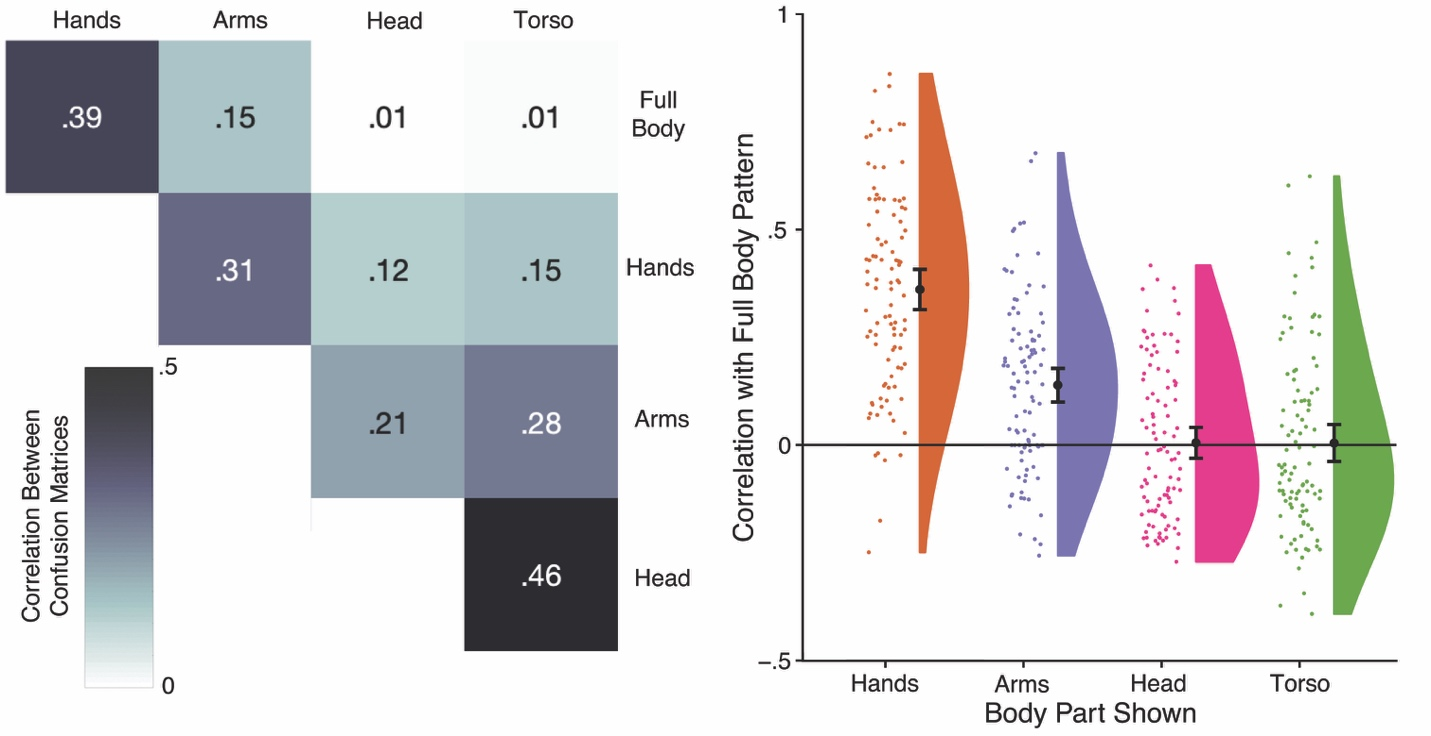 Hands Arms Head Torso
.39 .15 .01 .01 Full
Body
.31 .12 .15 Hands
.21 .28 Arms
.46 Head
.5
Correlation Between
Confusion Matrices
0
1
.5
0
–.5
Correlation with Full Body Pattern
Hands Arms Head Torso
Body Part Shown